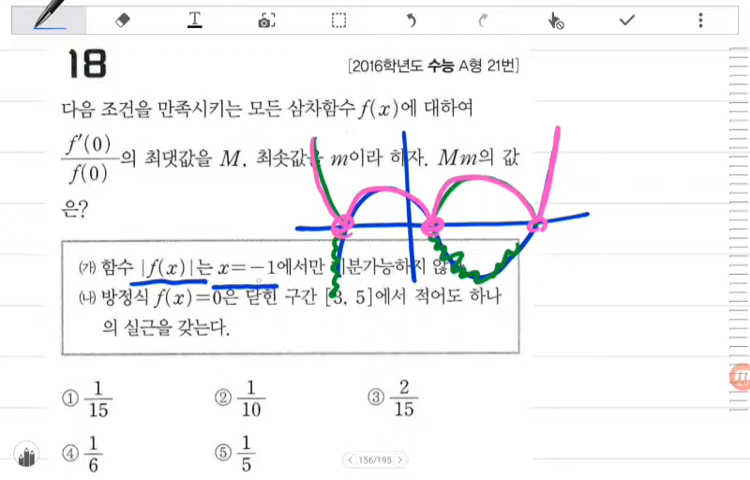 T
18
[2016학년도 수능 A형 21번]
다음 조건을 만족시키는 모든 삼차함수 f(x)에 대하여
f'(0)/f(0)의 최댓값을 M, 최솟값을 m이라 하자. Mm의 값
은?
㈎ 함수 |f(x)|는 x=-1에서만 미분가능하지 않
㈏ 방정식 f(x)=0은 닫힌 구간 [3, 5]에서 적어도 하나
의 실근을 갖는다.
① 1/15 ② 1/10 ③ 2/15
④ 1/6 ⑤ 1/5
156/195